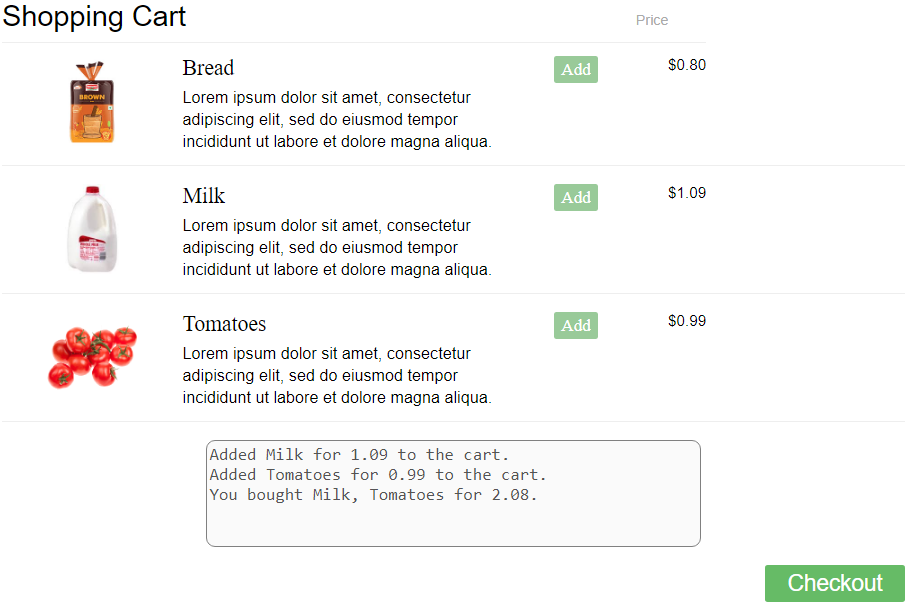 Shopping Cart
Price
BROWN
Bread
Add
$0.80
Lorem ipsum dolor sit amet, consectetur
adipiscing elit, sed do eiusmod tempor
incididunt ut labore et dolore magna aliqua.
Milk
Add
$1.09
Lorem ipsum dolor sit amet, consectetur
adipiscing elit, sed do eiusmod tempor
incididunt ut labore et dolore magna aliqua.
Tomatoes
Add
$0.99
Lorem ipsum dolor sit amet, consectetur
adipiscing elit, sed do eiusmod tempor
incididunt ut labore et dolore magna aliqua.
Added Milk for 1.09 to the cart.
Added Tomatoes for 0.99 to the cart.
You bought Milk, Tomatoes for 2.08.
Checkout